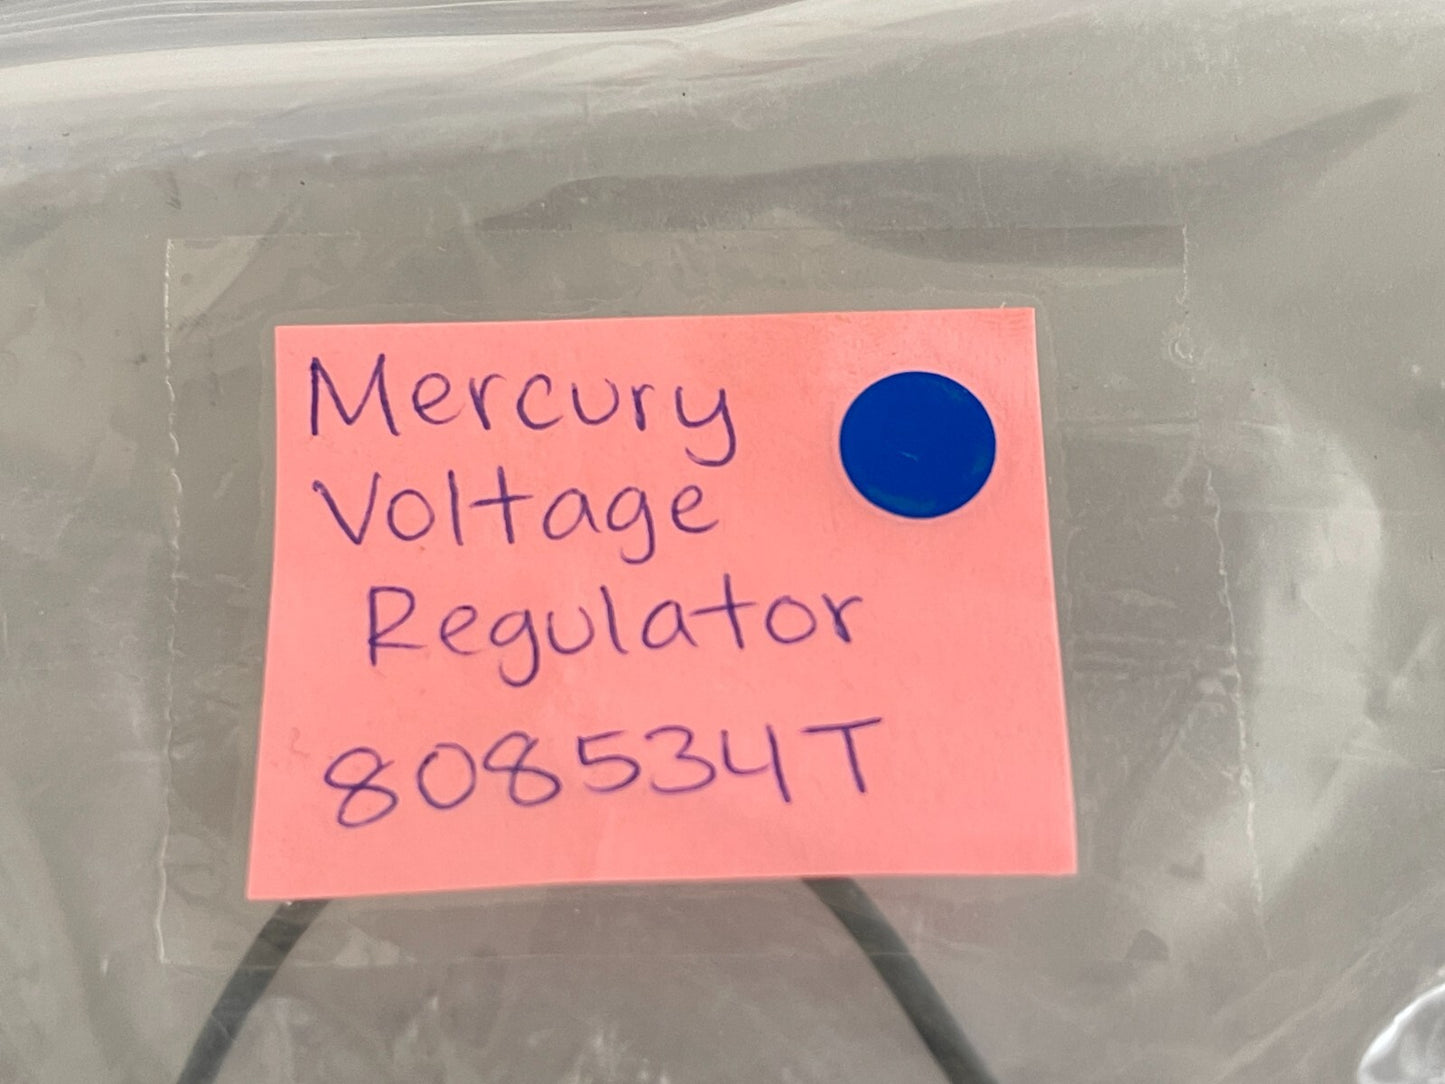 Mercury
Voltage
Regulator
808534T